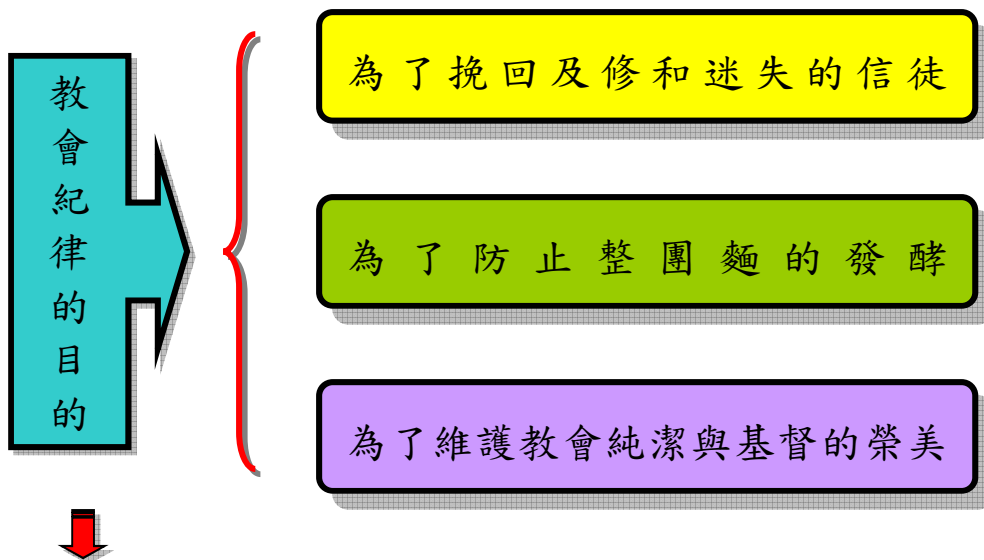 教會紀律的目的
為了挽回及修和迷失的信徒
為了防止整團麵的發酵
為了維護教會純潔與基督的榮美